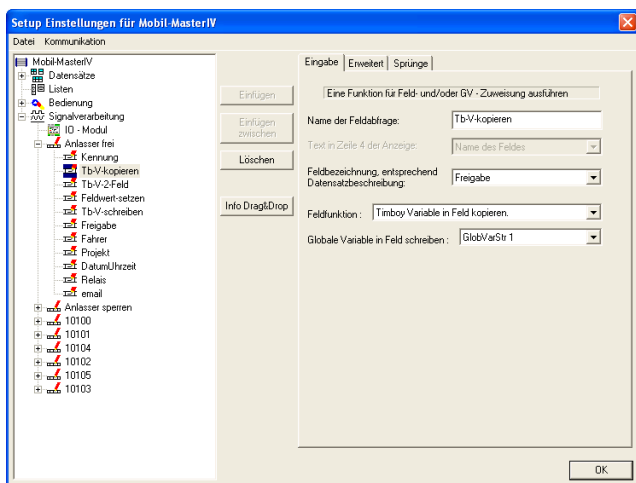 Setup Einstellungen für Mobil-MasterIV
Datei Kommunikation
Mobil-MasterIV
Datensätze
Listen
Bedienung
Signalverarbeitung
IO - Modul
Anlasser frei
Kennung
Tb-V-kopieren
Tb-V-2-Feld
Feldwert-setzen
Tb-V-schreiben
Freigabe
Fahrer
Projekt
DatumUhrzeit
Relais
email
Anlasser sperren
10100
10101
10104
10102
10105
10103
Einfügen
Einfügen
zwischen
Löschen
Info Drag&Drop
Eingabe Erweitert Sprünge
Eine Funktion für Feld- und/oder GV - Zuweisung ausführen
Name der Feldabfrage: Tb-V-kopieren
Text in Zeile 4 der Anzeige: Name des Feldes
Feldbezeichnung, entsprechend
Datensatzbeschreibung: Freigabe
Feldfunktion : Timboy Variable in Feld kopieren.
Globale Variable in Feld schreiben : GlobVarStr 1
OK